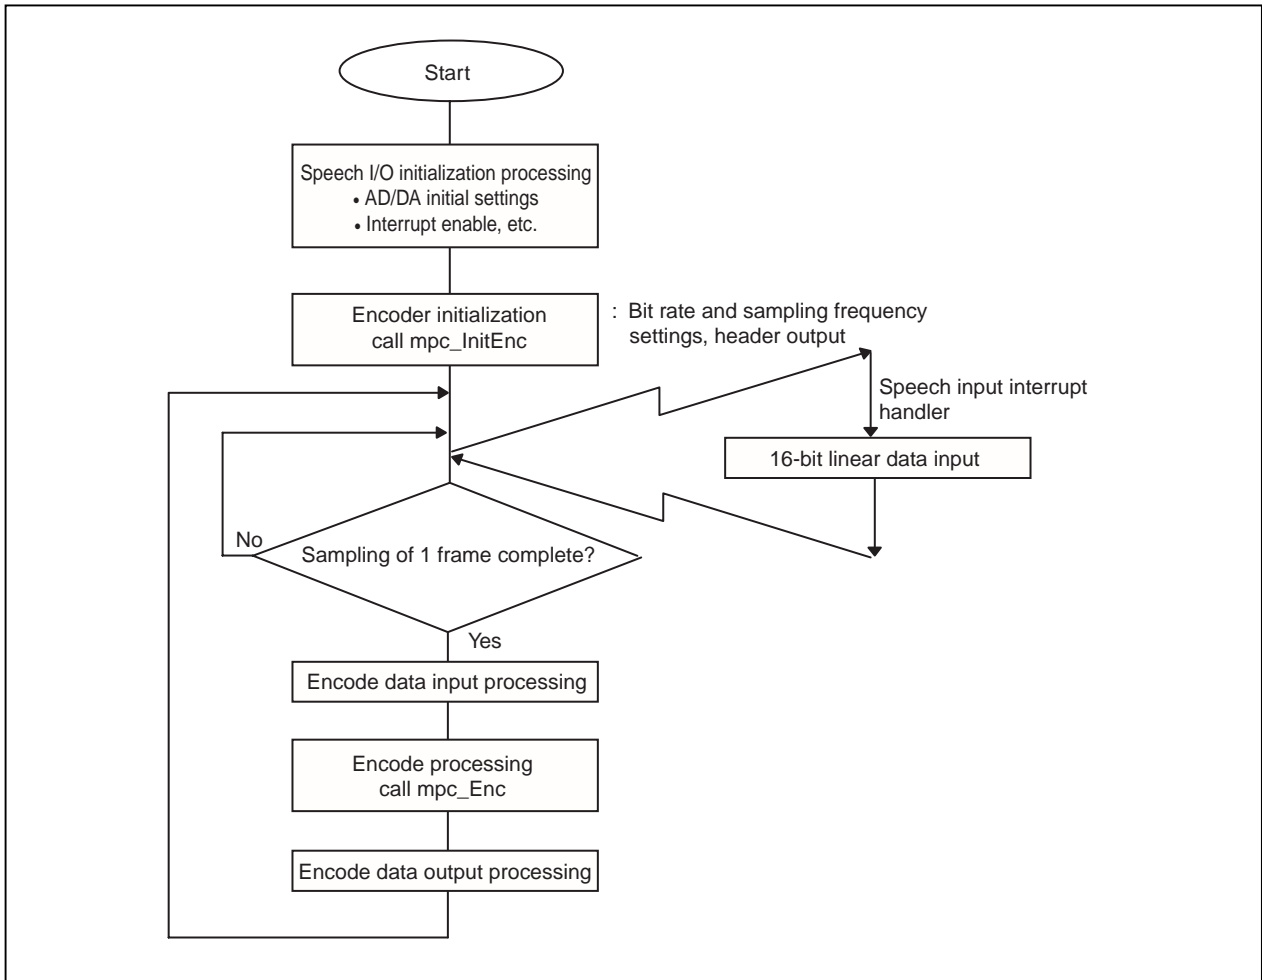 Start
Speech I/O initialization processing
• AD/DA initial settings
• Interrupt enable, etc.
Encoder initialization
call mpc_InitEnc
: Bit rate and sampling frequency
settings, header output
Speech input interrupt
handler
16-bit linear data input
No
Sampling of 1 frame complete?
Yes
Encode data input processing
Encode processing
call mpc_Enc
Encode data output processing